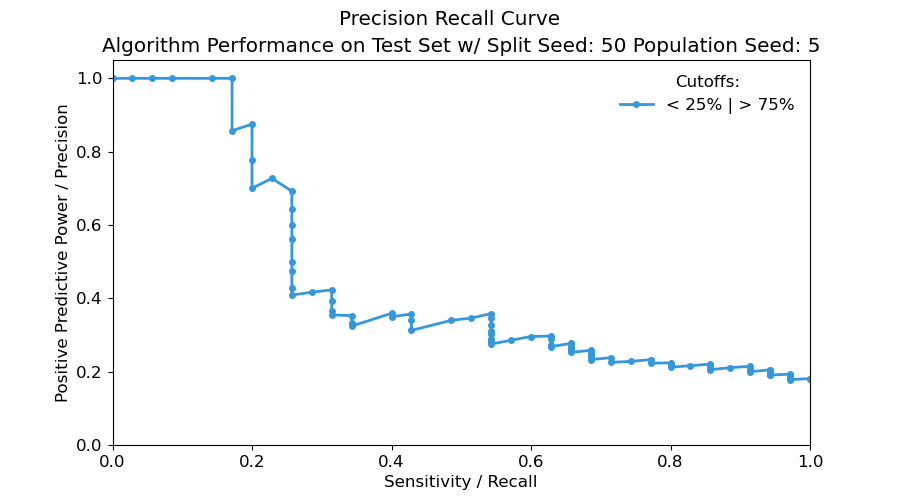 Precision Recall Curve
Algorithm Performance on Test Set w/ Split Seed: 50 Population Seed: 5
Cutoffs:
< 25% | > 75%
Positive Predictive Power / Precision
1.0
0.8
0.6
0.4
0.2
0.0
0.0 0.2 0.4 0.6 0.8 1.0
Sensitivity / Recall